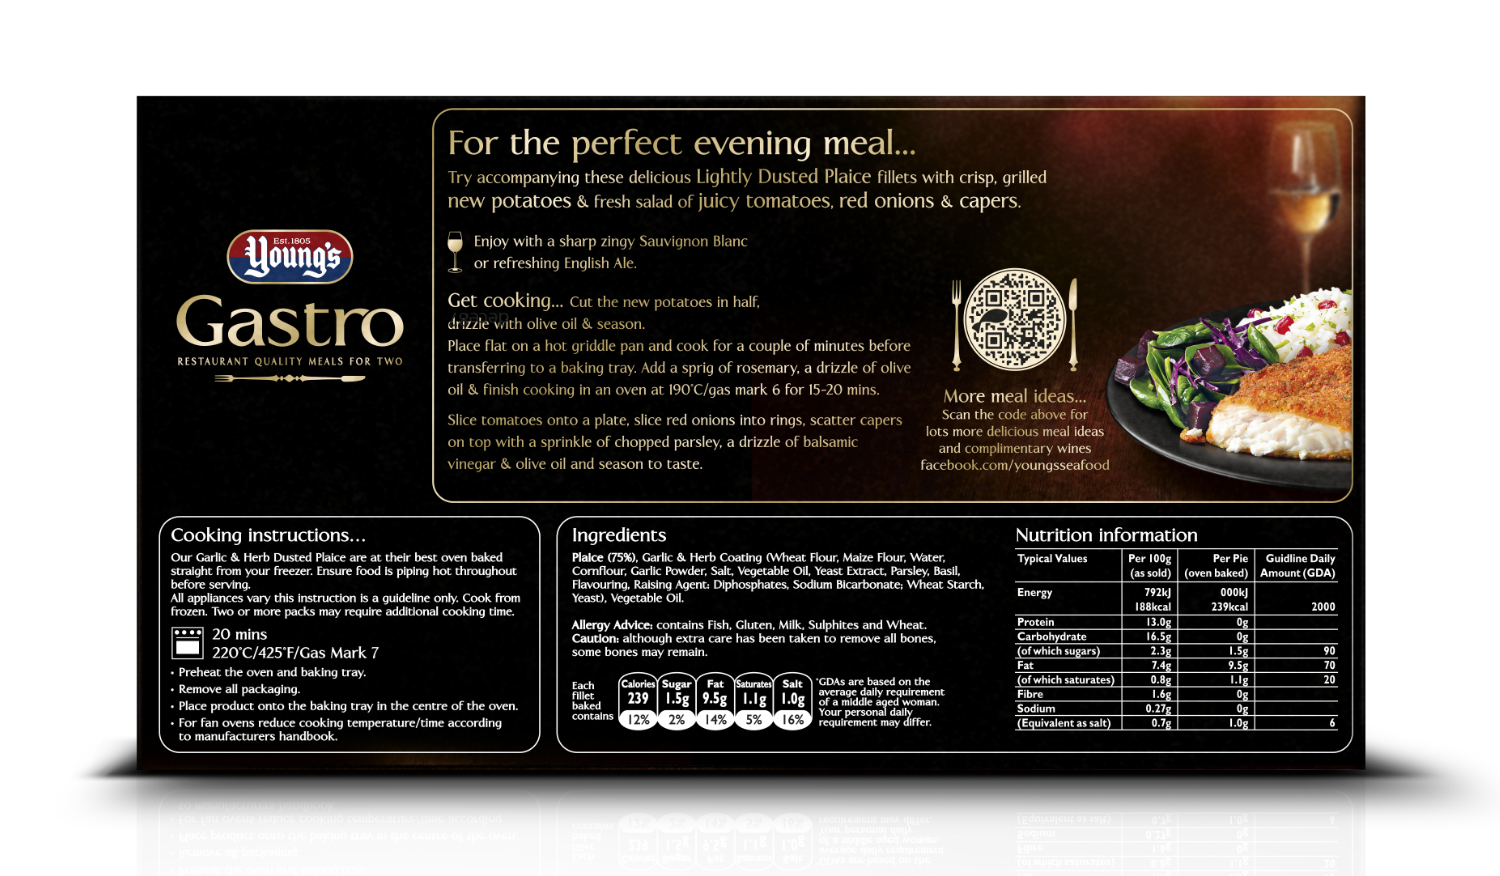 For the perfect evening meal...
Try accompanying these delicious Lightly Dusted Plaice fillets with crisp, grilled
new potatoes & fresh salad of juicy tomatoes, red onions & capers.
Enjoy with a sharp zingy Sauvignon Blanc
or refreshing English Ale.
Get cooking... Cut the new potatoes in half,
drizzle with olive oil & season.
Place flat on a hot griddle pan and cook for a couple of minutes before
transferring to a baking tray. Add a sprig of rosemary, a drizzle of olive
oil & finish cooking in an oven at 190°C/gas mark 6 for 15-20 mins.
Slice tomatoes onto a plate, slice red onions into rings, scatter capers
on top with a sprinkle of chopped parsley, a drizzle of balsamic
vinegar & olive oil and season to taste.
More meal ideas...
Scan the code above for
lots more delicious meal ideas
and complimentary wines
facebook.com/youngsseafood
Est. 1805
Young's
Gastro
RESTAURANT QUALITY MEALS FOR TWO
Cooking instructions...
Our Garlic & Herb Dusted Plaice are at their best oven baked
straight from your freezer. Ensure food is piping hot throughout
before serving.
All appliances vary this instruction is a guideline only. Cook from
frozen. Two or more packs may require additional cooking time.
20 mins
220°C/425°F/Gas Mark 7
• Preheat the oven and baking tray.
• Remove all packaging.
• Place product onto the baking tray in the centre of the oven.
• For fan ovens reduce cooking temperature/time according
to manufacturers handbook.
Ingredients
Plaice (75%), Garlic & Herb Coating (Wheat Flour, Maize Flour, Water,
Cornflour, Garlic Powder, Salt, Vegetable Oil, Yeast Extract, Parsley, Basil,
Flavouring, Raising Agent: Diphosphates, Sodium Bicarbonate; Wheat Starch,
Yeast), Vegetable Oil.
Allergy Advice: contains Fish, Gluten, Milk, Sulphites and Wheat.
Caution: although extra care has been taken to remove all bones,
some bones may remain.
Each
fillet
baked
contains
Calories Sugar Fat Saturates Salt
239 1.5g 9.5g 1.1g 1.0g
12% 2% 14% 5% 16%
*GDAs are based on the
average daily requirement
of a middle aged woman.
Your personal daily
requirement may differ.
Nutrition information
Typical Values Per 100g Per Pie Guidline Daily
(as sold) (oven baked) Amount (GDA)
Energy 792kJ 000kJ
188kcal 239kcal 2000
Protein 13.0g 0g
Carbohydrate 16.5g 0g
(of which sugars) 2.3g 1.5g 90
Fat 7.4g 9.5g 70
(of which saturates) 0.8g 1.1g 20
Fibre 1.6g 0g
Sodium 0.27g 0g
(Equivalent as salt) 0.7g 1.0g 6